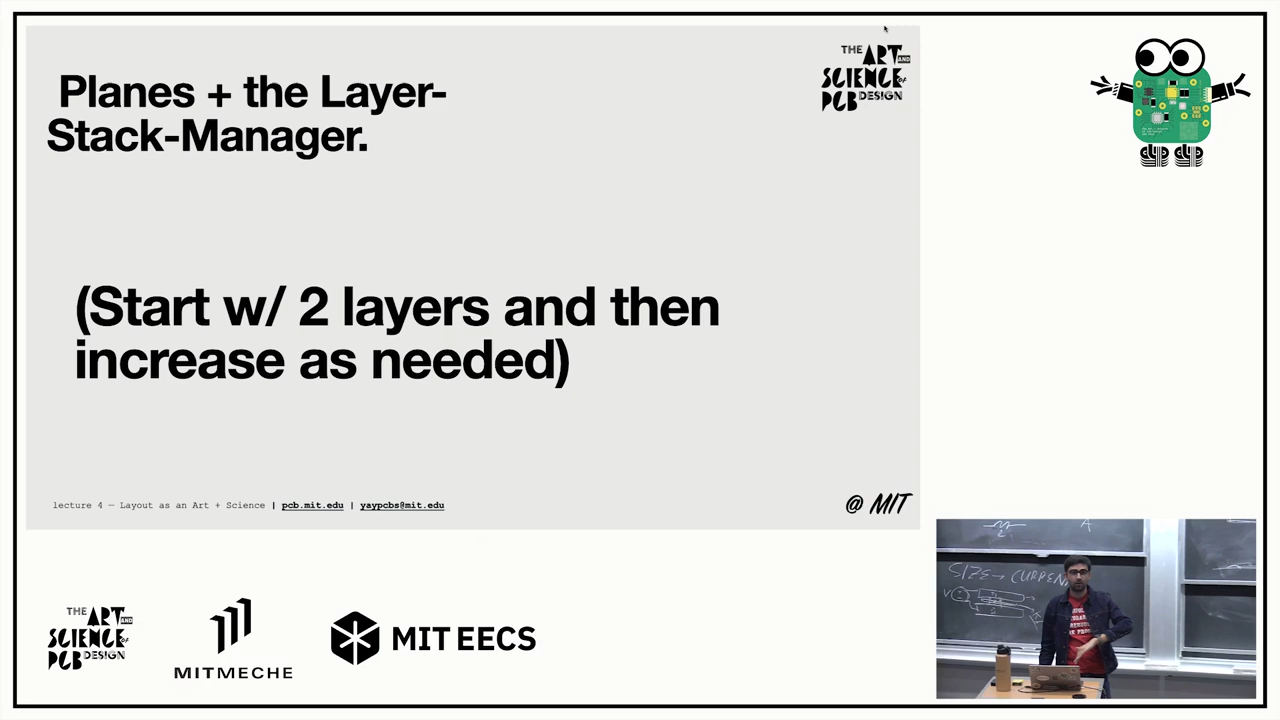 Planes + the Layer-
Stack-Manager.
THE ART AND
SCIENCE of
PCB DESIGN
(Start w/ 2 layers and then
increase as needed)
lecture 4 — Layout as an Art + Science | pcb.mit.edu | yaypcbs@mit.edu
@ MIT
SIZE → CURREN
THE ART AND
SCIENCE of
PCB DESIGN
MITMECHE
MIT EECS